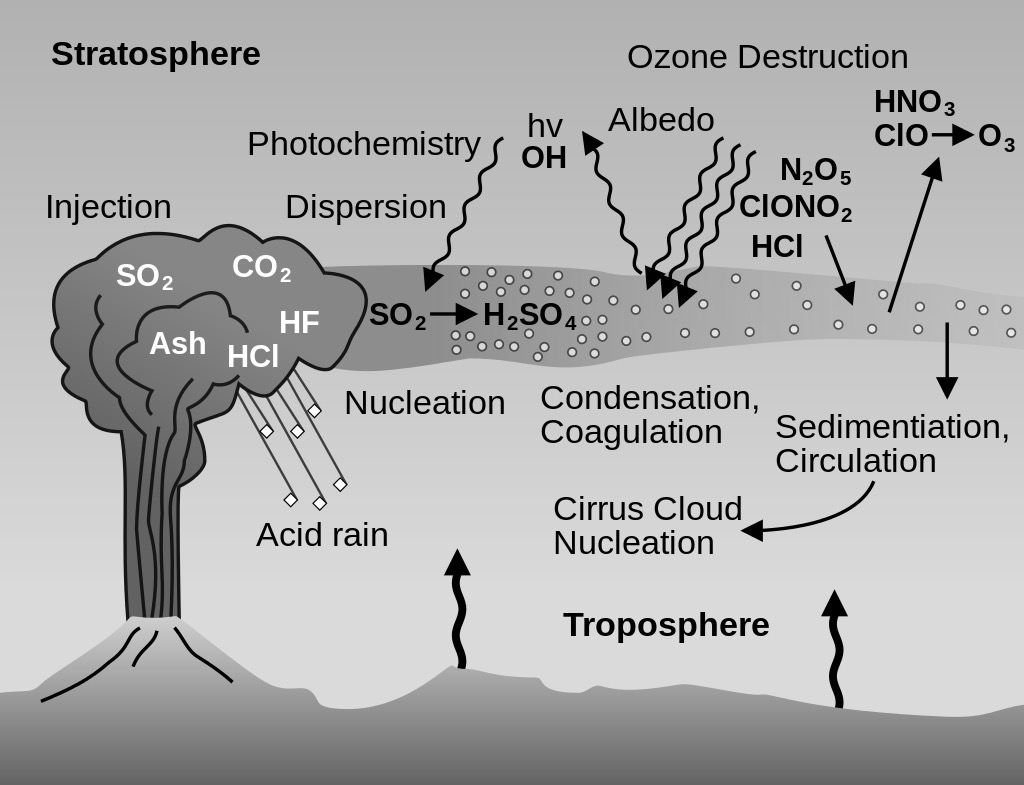 Stratosphere
Ozone Destruction
HNO₃
ClO → O₃
Photochemistry
hv
OH
Albedo
N₂O₅
ClONO₂
HCl
Injection
Dispersion
SO₂
CO₂
HF
Ash
HCl
SO₂ → H₂SO₄
Nucleation
Condensation,
Coagulation
Sedimentiation,
Circulation
Cirrus Cloud
Nucleation
Acid rain
Troposphere